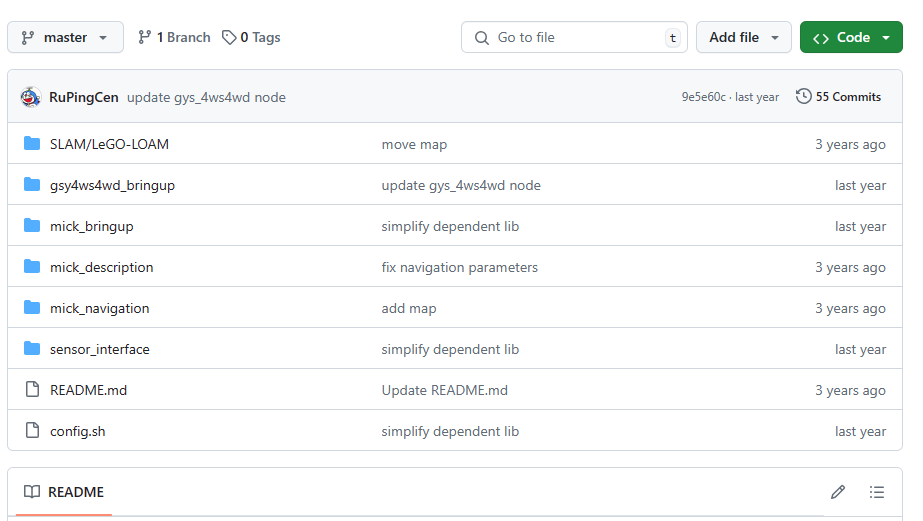 master 1 Branch 0 Tags Go to file t Add file Code
RuPingCen update gys_4ws4wd node 9e5e60c · last year 55 Commits
SLAM/LeGO-LOAM move map 3 years ago
gsy4ws4wd_bringup update gys_4ws4wd node last year
mick_bringup simplify dependent lib last year
mick_description fix navigation parameters 3 years ago
mick_navigation add map 3 years ago
sensor_interface simplify dependent lib last year
README.md Update README.md 3 years ago
config.sh simplify dependent lib last year
README